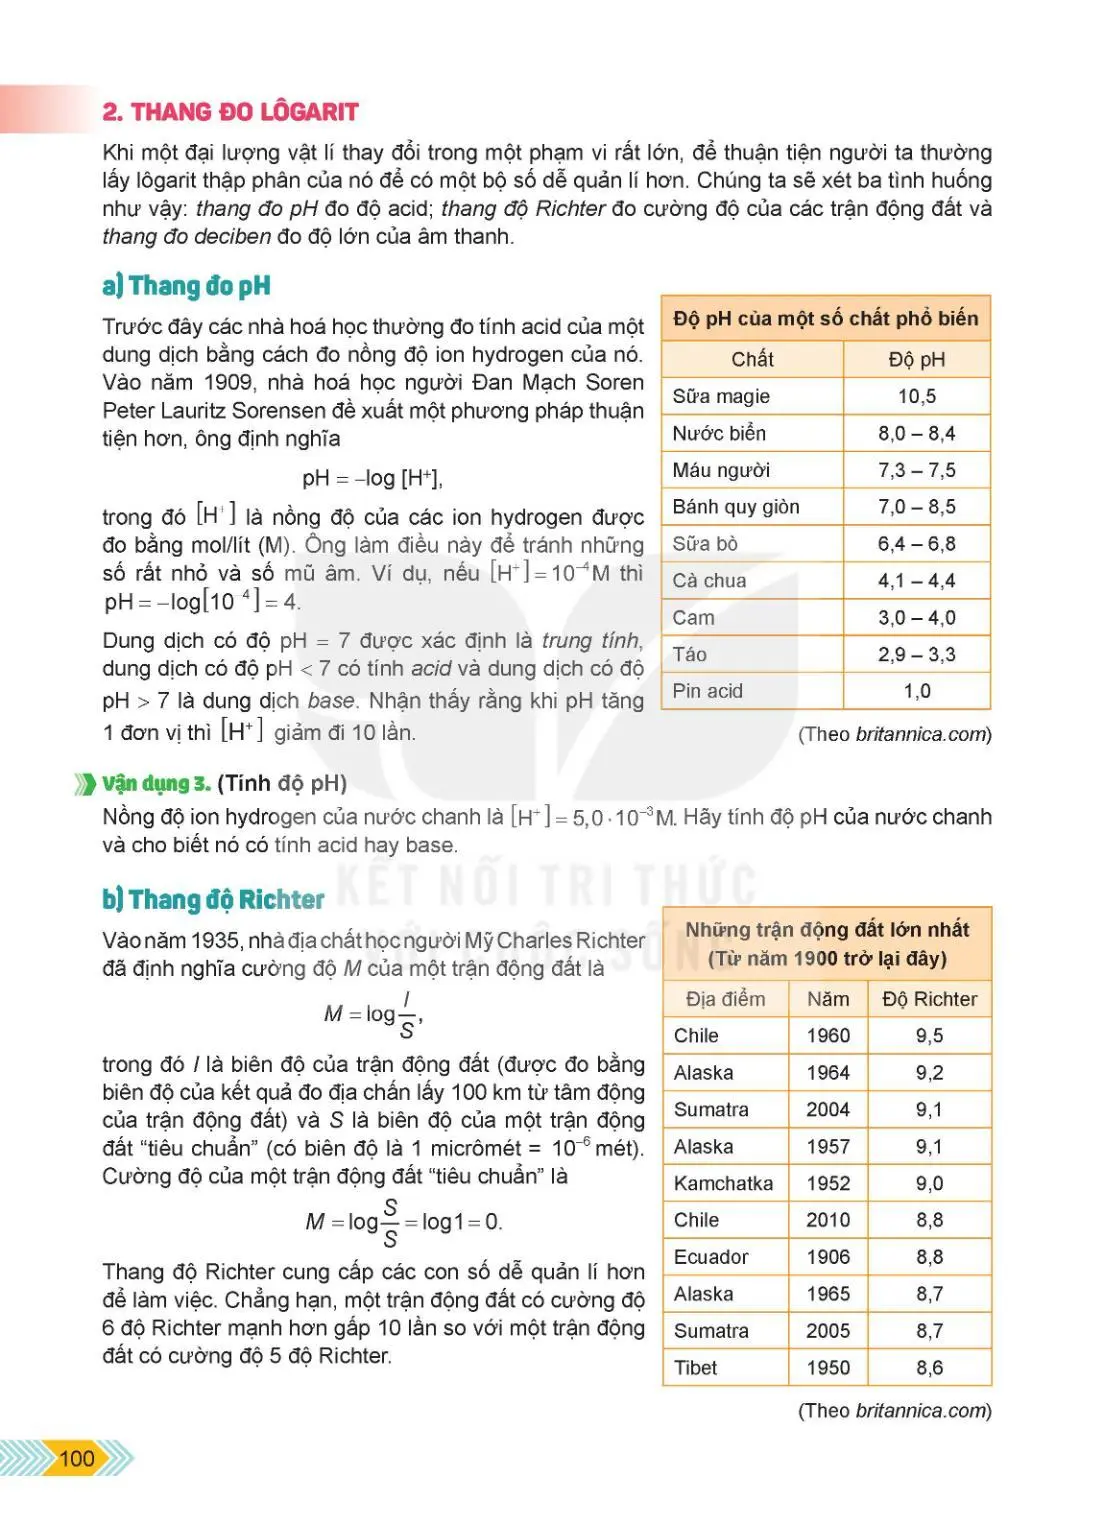 2. THANG ĐO LÔGARIT
Khi một đại lượng vật lí thay đổi trong một phạm vi rất lớn, để thuận tiện người ta thường
lấy lôgarit thập phân của nó để có một bộ số dễ quản lí hơn. Chúng ta sẽ xét ba tình huống
như vậy: thang đo pH đo độ acid; thang độ Richter đo cường độ của các trận động đất và
thang đo deciben đo độ lớn của âm thanh.
a) Thang đo pH
Trước đây các nhà hoá học thường đo tính acid của một
dung dịch bằng cách đo nồng độ ion hydrogen của nó.
Vào năm 1909, nhà hoá học người Đan Mạch Soren
Peter Lauritz Sorensen đề xuất một phương pháp thuận
tiện hơn, ông định nghĩa
pH = –log [H⁺],
trong đó [H⁺] là nồng độ của các ion hydrogen được
đo bằng mol/lít (M). Ông làm điều này để tránh những
số rất nhỏ và số mũ âm. Ví dụ, nếu [H⁺] = 10⁻⁴ M thì
pH = –log[10⁻⁴] = 4.
Dung dịch có độ pH = 7 được xác định là trung tính,
dung dịch có độ pH < 7 có tính acid và dung dịch có độ
pH > 7 là dung dịch base. Nhận thấy rằng khi pH tăng
1 đơn vị thì [H⁺] giảm đi 10 lần.
Độ pH của một số chất phổ biến
Chất Độ pH
Sữa magie 10,5
Nước biển 8,0 – 8,4
Máu người 7,3 – 7,5
Bánh quy giòn 7,0 – 8,5
Sữa bò 6,4 – 6,8
Cà chua 4,1 – 4,4
Cam 3,0 – 4,0
Táo 2,9 – 3,3
Pin acid 1,0
(Theo britannica.com)
Vận dụng 3. (Tính độ pH)
Nồng độ ion hydrogen của nước chanh là [H⁺] = 5,0 · 10⁻³ M. Hãy tính độ pH của nước chanh
và cho biết nó có tính acid hay base.
KẾT NỐI TRI THỨC
VỚI CUỘC SỐNG
b) Thang độ Richter
Vào năm 1935, nhà địa chất học người Mỹ Charles Richter
đã định nghĩa cường độ M của một trận động đất là
M = log I/S,
trong đó I là biên độ của trận động đất (được đo bằng
biên độ của kết quả đo địa chấn lấy 100 km từ tâm động
của trận động đất) và S là biên độ của một trận động
đất “tiêu chuẩn” (có biên độ là 1 micrômét = 10⁻⁶ mét).
Cường độ của một trận động đất “tiêu chuẩn” là
M = log S/S = log1 = 0.
Thang độ Richter cung cấp các con số dễ quản lí hơn
để làm việc. Chẳng hạn, một trận động đất có cường độ
6 độ Richter mạnh hơn gấp 10 lần so với một trận động
đất có cường độ 5 độ Richter.
Những trận động đất lớn nhất
(Từ năm 1900 trở lại đây)
Địa điểm Năm Độ Richter
Chile 1960 9,5
Alaska 1964 9,2
Sumatra 2004 9,1
Alaska 1957 9,1
Kamchatka 1952 9,0
Chile 2010 8,8
Ecuador 1906 8,8
Alaska 1965 8,7
Sumatra 2005 8,7
Tibet 1950 8,6
(Theo britannica.com)
100